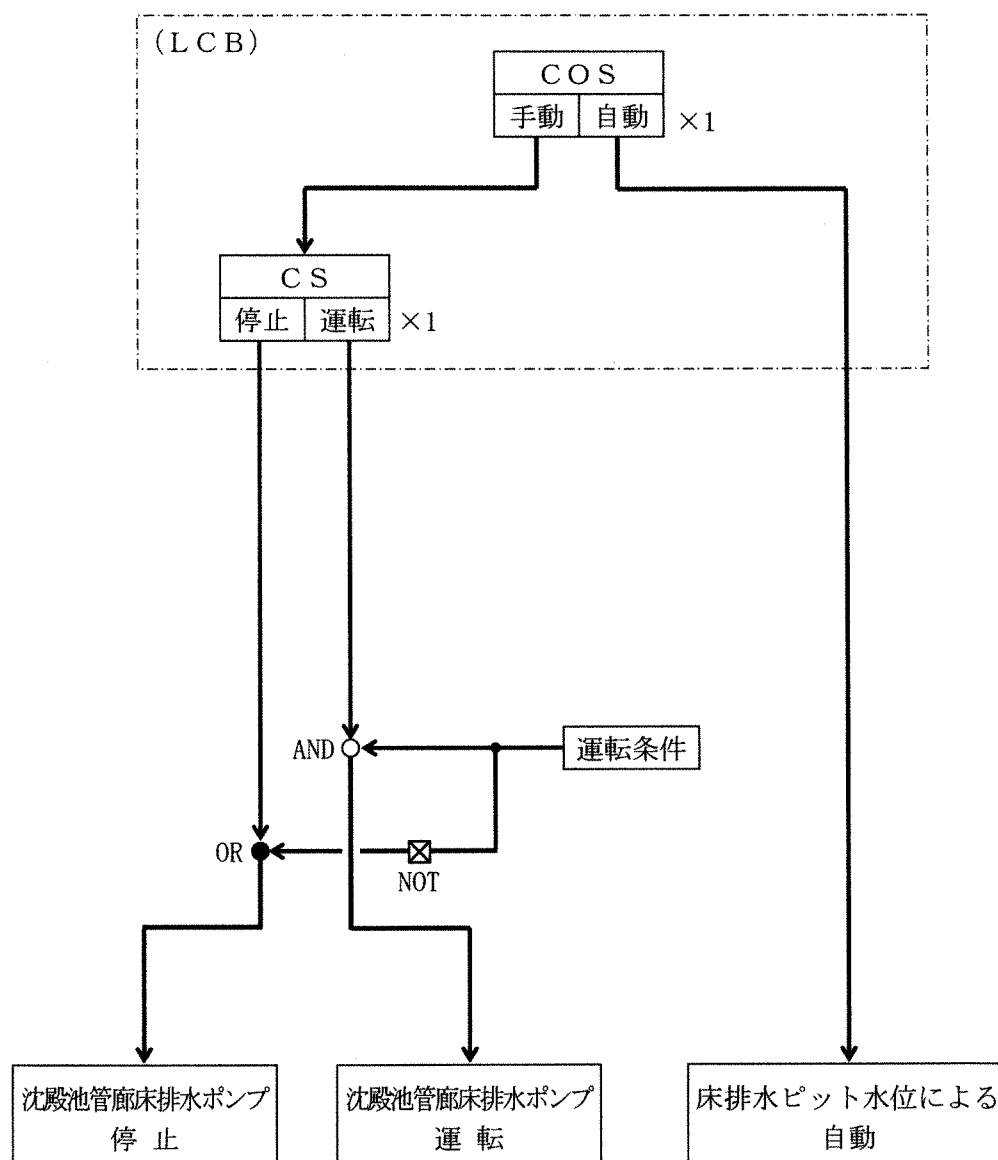 (LCB)
COS
手動 自動 ×1
CS
停止 運転 ×1
AND 運転条件
OR
NOT
沈殿池管廊床排水ポンプ
停止
沈殿池管廊床排水ポンプ
運転
床排水ピット水位による
自動